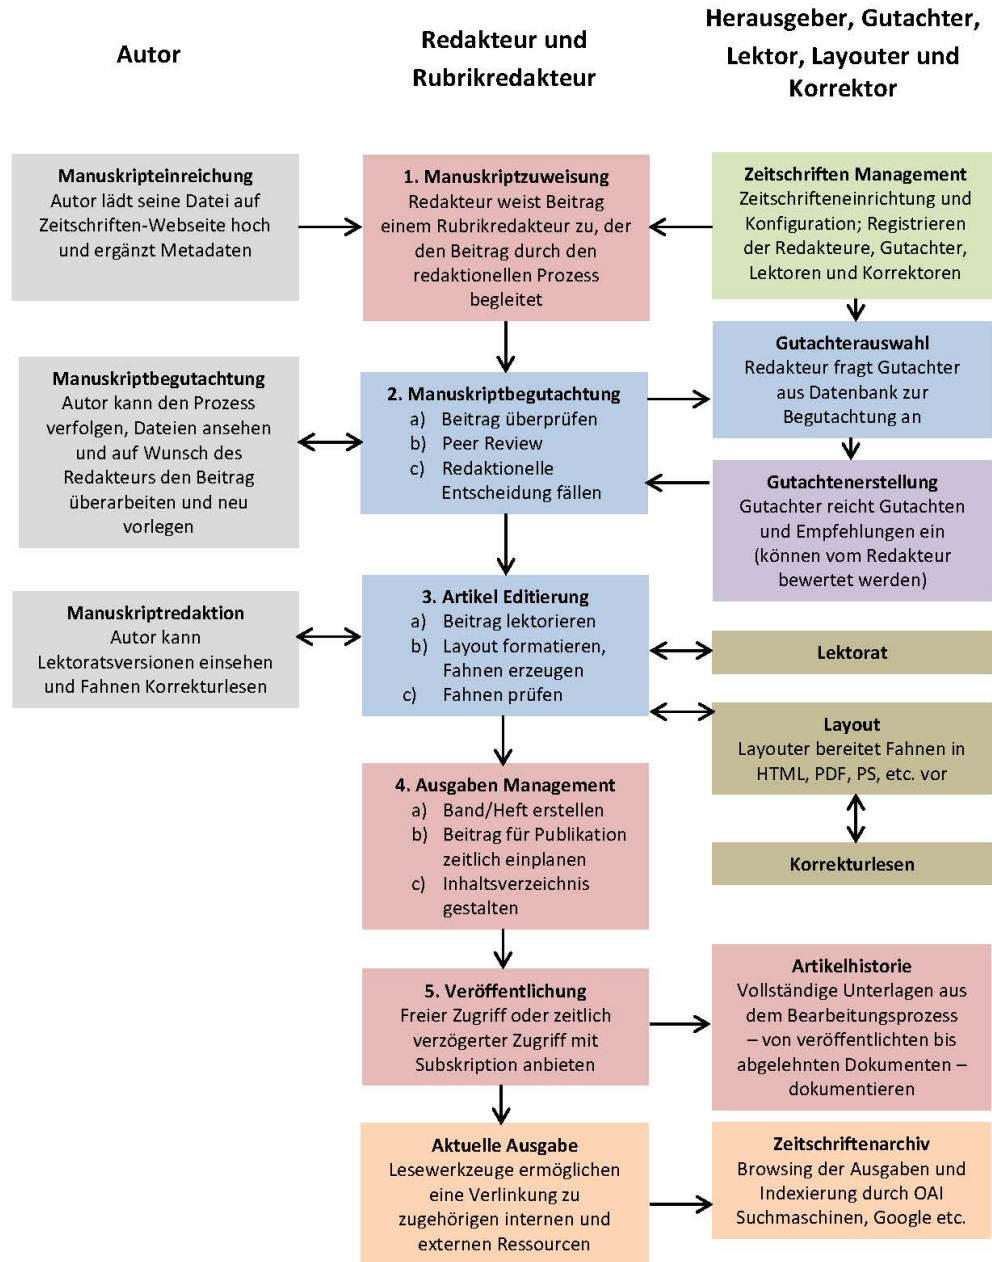 Autor
Redakteur und
Rubrikredakteur
Herausgeber, Gutachter,
Lektor, Layouter und
Korrektor
Manuskripteinreichung
Autor lädt seine Datei auf
Zeitschriften-Webseite hoch
und ergänzt Metadaten
1. Manuskriptzuweisung
Redakteur weist Beitrag
einem Rubrikredakteur zu, der
den Beitrag durch den
redaktionellen Prozess
begleitet
Zeitschriften Management
Zeitschrifteneinrichtung und
Konfiguration; Registrieren
der Redakteure, Gutachter,
Lektoren und Korrektoren
Manuskriptbegutachtung
Autor kann den Prozess
verfolgen, Dateien ansehen
und auf Wunsch des
Redakteurs den Beitrag
überarbeiten und neu
vorlegen
2. Manuskriptbegutachtung
a) Beitrag überprüfen
b) Peer Review
c) Redaktionelle
Entscheidung fällen
Gutachterauswahl
Redakteur fragt Gutachter
aus Datenbank zur
Begutachtung an
Gutachtenerstellung
Gutachter reicht Gutachten
und Empfehlungen ein
(können vom Redakteur
bewertet werden)
Manuskriptredaktion
Autor kann
Lektoratsversionen einsehen
und Fahnen Korrekturlesen
3. Artikel Editierung
a) Beitrag lektorieren
b) Layout formatieren,
Fahnen erzeugen
c) Fahnen prüfen
Lektorat
Layout
Layouter bereitet Fahnen in
HTML, PDF, PS, etc. vor
Korrekturlesen
4. Ausgaben Management
a) Band/Heft erstellen
b) Beitrag für Publikation
zeitlich einplanen
c) Inhaltsverzeichnis
gestalten
5. Veröffentlichung
Freier Zugriff oder zeitlich
verzögerter Zugriff mit
Subskription anbieten
Artikelhistorie
Vollständige Unterlagen aus
dem Bearbeitungsprozess
– von veröffentlichten bis
abgelehnten Dokumenten –
dokumentieren
Aktuelle Ausgabe
Lesewerkzeuge ermöglichen
eine Verlinkung zu
zugehörigen internen und
externen Ressourcen
Zeitschriftenarchiv
Browsing der Ausgaben und
Indexierung durch OAI
Suchmaschinen, Google etc.